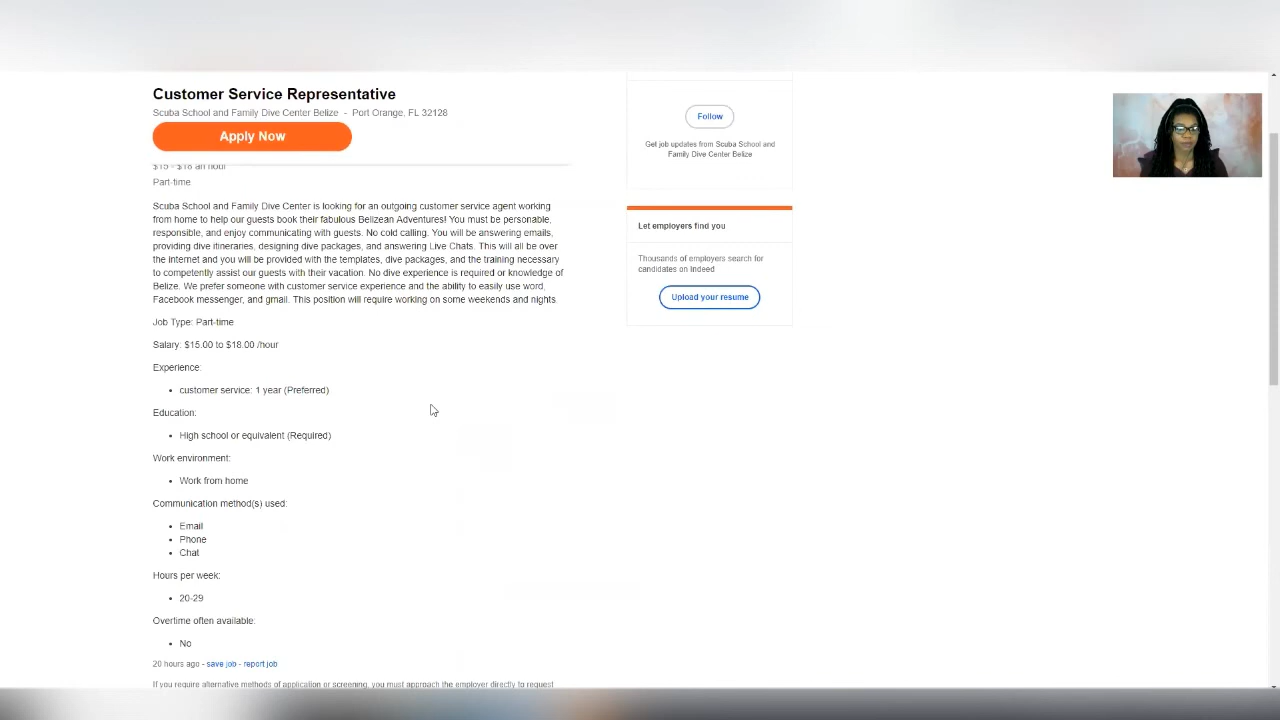 Customer Service Representative
Scuba School and Family Dive Center Belize - Port Orange, FL 32128
Apply Now
$15 - $18 an hour
Part-time
Scuba School and Family Dive Center is looking for an outgoing customer service agent working
from home to help our guests book their fabulous Belizean Adventures! You must be personable,
responsible, and enjoy communicating with guests. No cold calling. You will be answering emails,
providing dive itineraries, designing dive packages, and answering Live Chats. This will all be over
the internet and you will be provided with the templates, dive packages, and the training necessary
to competently assist our guests with their vacation. No dive experience is required or knowledge of
Belize. We prefer someone with customer service experience and the ability to easily use word,
Facebook messenger, and gmail. This position will require working on some weekends and nights.
Job Type: Part-time
Salary: $15.00 to $18.00 /hour
Experience:
• customer service: 1 year (Preferred)
Education:
• High school or equivalent (Required)
Work environment:
• Work from home
Communication method(s) used:
• Email
• Phone
• Chat
Hours per week:
• 20-29
Overtime often available:
• No
20 hours ago - save job - report job
If you require alternative methods of application or screening, you must approach the employer directly to request
Follow
Get job updates from Scuba School and
Family Dive Center Belize
Let employers find you
Thousands of employers search for
candidates on Indeed
Upload your resume